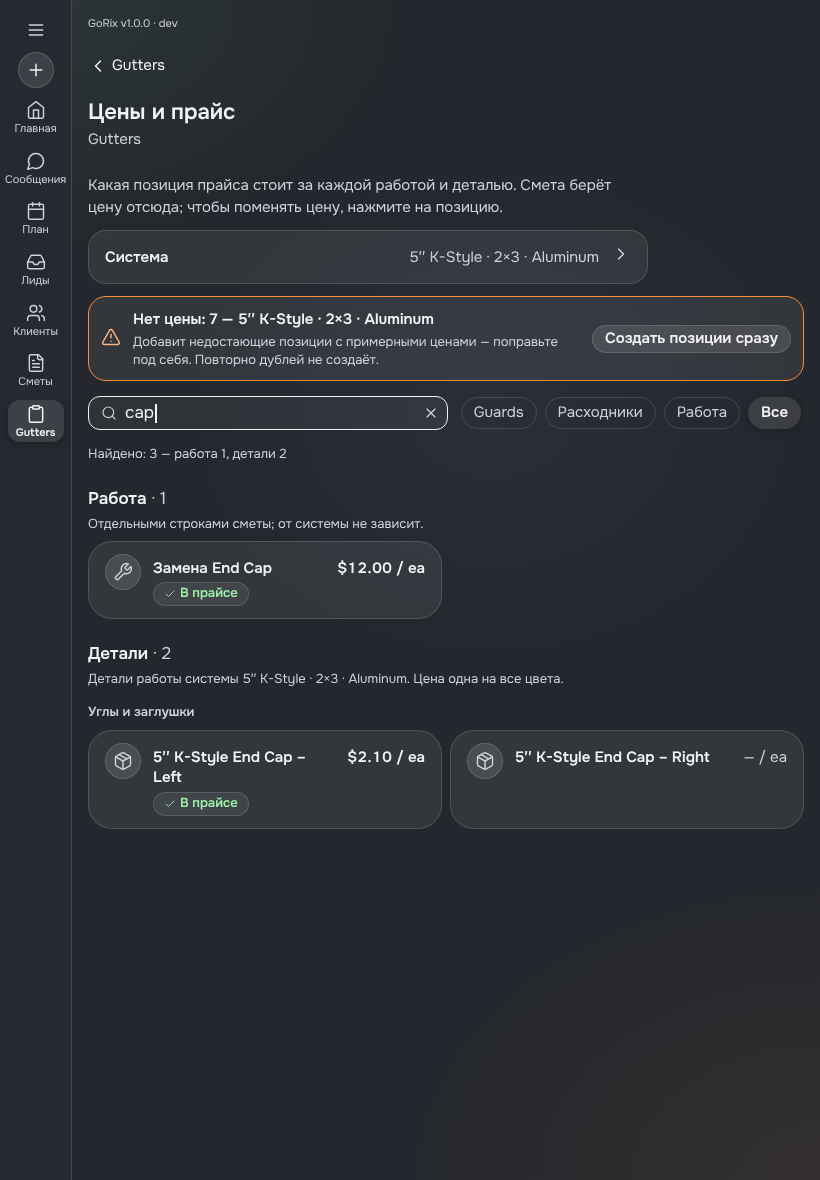 GoRix v1.0.0 · dev
Главная
Сообщения
План
Лиды
Клиенты
Сметы
Gutters
Gutters
Цены и прайс
Gutters
Какая позиция прайса стоит за каждой работой и деталью. Смета берёт
цену отсюда; чтобы поменять цену, нажмите на позицию.
Система 5″ K-Style · 2×3 · Aluminum
Нет цены: 7 — 5″ K-Style · 2×3 · Aluminum
Добавит недостающие позиции с примерными ценами — поправьте
под себя. Повторно дублей не создаёт.
Создать позиции сразу
cap
Guards Расходники Работа Все
Найдено: 3 — работа 1, детали 2
Работа · 1
Отдельными строками сметы; от системы не зависит.
Замена End Cap $12.00 / ea
В прайсе
Детали · 2
Детали работы системы 5″ K-Style · 2×3 · Aluminum. Цена одна на все цвета.
Углы и заглушки
5″ K-Style End Cap – $2.10 / ea
Left
В прайсе
5″ K-Style End Cap – Right — / ea